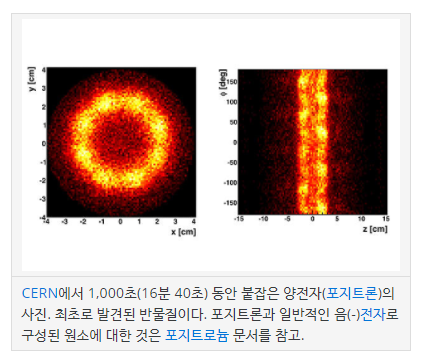 y [cm]
4
3
2
1
0
-1
-2
-3
-4
-4 -3 -2 -1 0 1 2 3 4
x [cm]
ϕ [deg]
150
100
50
0
-50
-100
-150
-15 -10 -5 0 5 10 15
z [cm]
CERN에서 1,000초(16분 40초) 동안 붙잡은 양전자(포지트론)의
사진. 최초로 발견된 반물질이다. 포지트론과 일반적인 음(-)전자로
구성된 원소에 대한 것은 포지트로늄 문서를 참고.